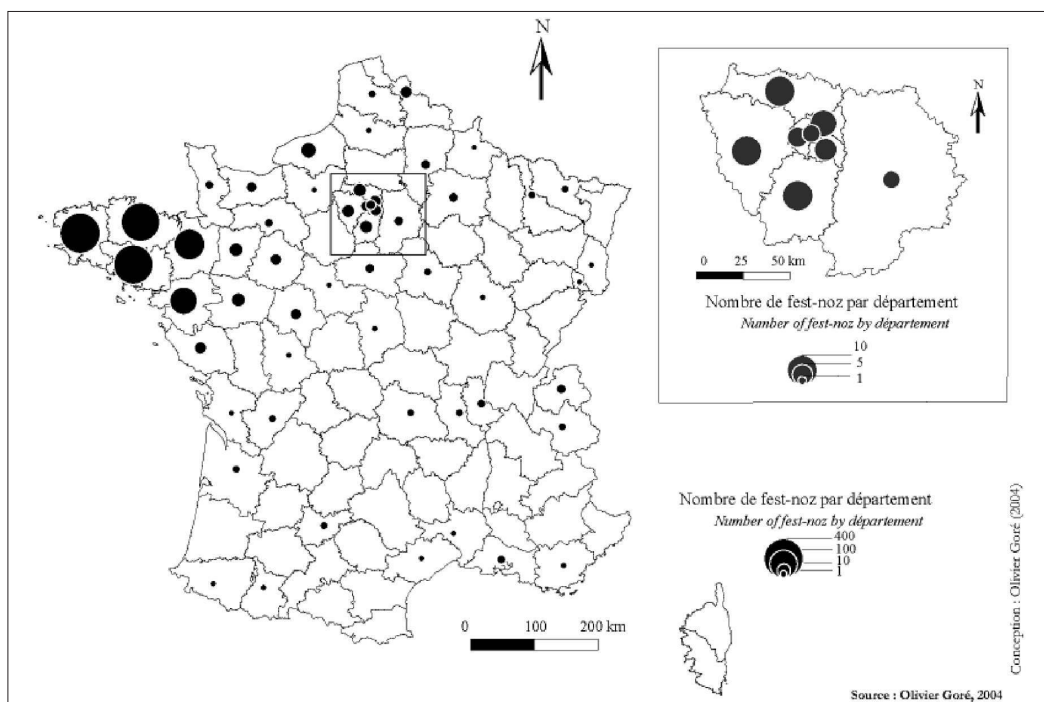 N
N
0 25 50 km
Nombre de fest-noz par département
Number of fest-noz by département
10
5
1
Nombre de fest-noz par département
Number of fest-noz by département
400
100
10
1
0 100 200 km
Conception : Olivier Goré (2004)
Source : Olivier Goré, 2004